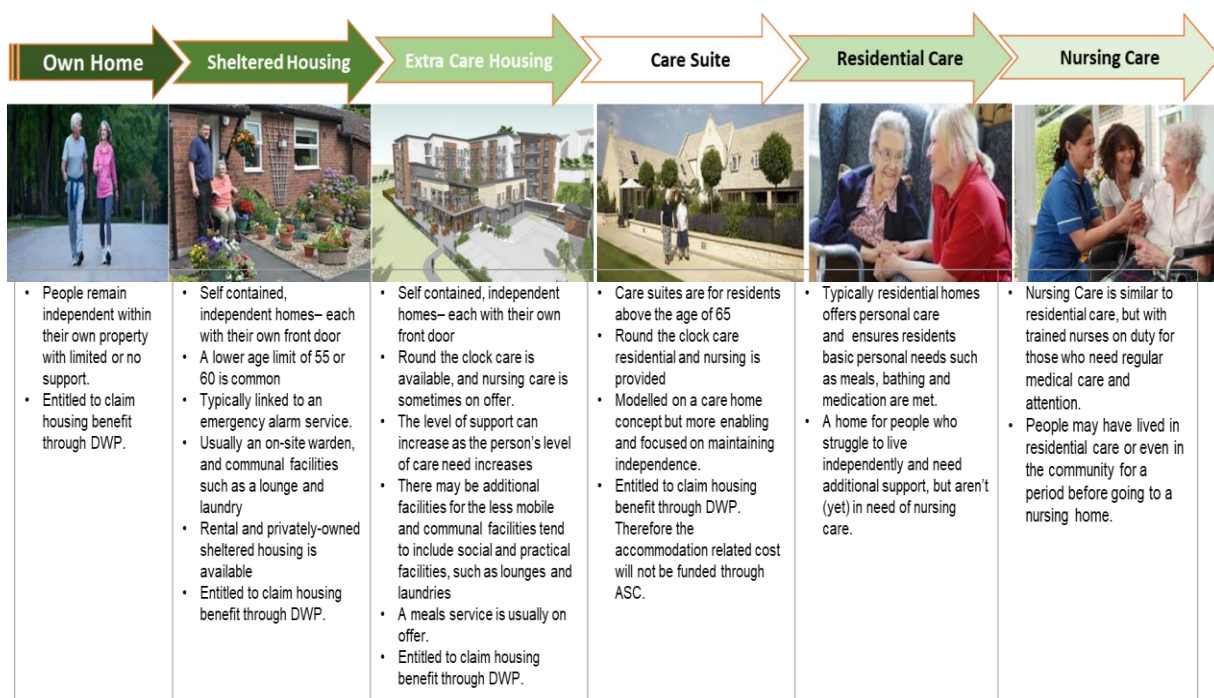 Own Home
Sheltered Housing
Extra Care Housing
Care Suite
Residential Care
Nursing Care
• People remain
independent within
their own property
with limited or no
support.
• Entitled to claim
housing benefit
through DWP.
• Self contained,
independent homes– each
with their own front door
• A lower age limit of 55 or
60 is common
• Typically linked to an
emergency alarm service.
• Usually an on-site warden,
and communal facilities
such as a lounge and
laundry
• Rental and privately-owned
sheltered housing is
available
• Entitled to claim housing
benefit through DWP.
• Self contained, independent
homes– each with their own
front door
• Round the clock care is
available, and nursing care is
sometimes on offer.
• The level of support can
increase as the person's level
of care need increases
• There may be additional
facilities for the less mobile
and communal facilities tend
to include social and practical
facilities, such as lounges and
laundries
• A meals service is usually on
offer.
• Entitled to claim housing
benefit through DWP.
• Care suites are for residents
above the age of 65
• Round the clock care
residential and nursing is
provided
• Modelled on a care home
concept but more enabling
and focused on maintaining
independence.
• Entitled to claim housing
benefit through DWP.
Therefore the
accommodation related cost
will not be funded through
ASC.
• Typically residential homes
offers personal care
and ensures residents
basic personal needs such
as meals, bathing and
medication are met.
• A home for people who
struggle to live
independently and need
additional support, but aren't
(yet) in need of nursing
care.
• Nursing Care is similar to
residential care, but with
trained nurses on duty for
those who need regular
medical care and
attention.
• People may have lived in
residential care or even in
the community for a
period before going to a
nursing home.